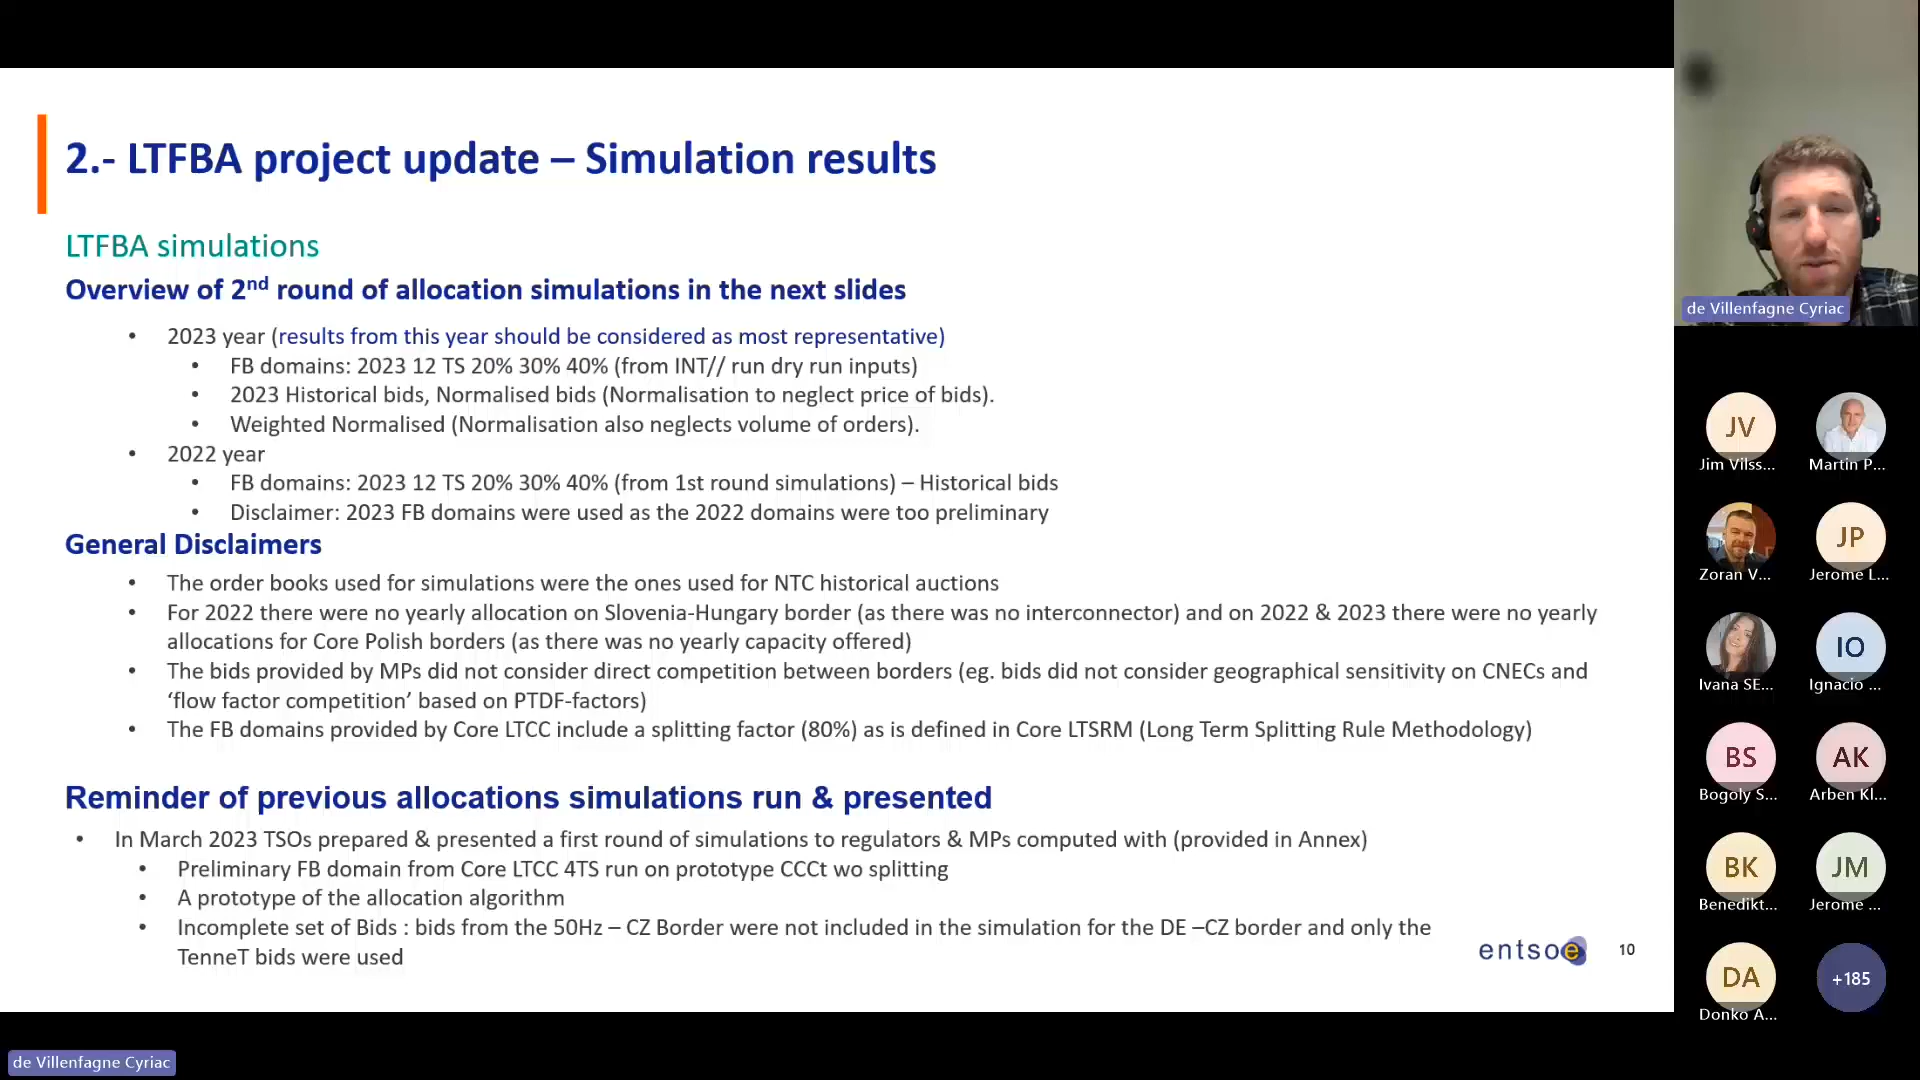 2.- LTFBA project update – Simulation results
LTFBA simulations
Overview of 2nd round of allocation simulations in the next slides
• 2023 year (results from this year should be considered as most representative)
• FB domains: 2023 12 TS 20% 30% 40% (from INT// run dry run inputs)
• 2023 Historical bids, Normalised bids (Normalisation to neglect price of bids).
• Weighted Normalised (Normalisation also neglects volume of orders).
• 2022 year
• FB domains: 2023 12 TS 20% 30% 40% (from 1st round simulations) – Historical bids
• Disclaimer: 2023 FB domains were used as the 2022 domains were too preliminary
General Disclaimers
• The order books used for simulations were the ones used for NTC historical auctions
• For 2022 there were no yearly allocation on Slovenia-Hungary border (as there was no interconnector) and on 2022 & 2023 there were no yearly
allocations for Core Polish borders (as there was no yearly capacity offered)
• The bids provided by MPs did not consider direct competition between borders (eg. bids did not consider geographical sensitivity on CNECs and
‘flow factor competition’ based on PTDF-factors)
• The FB domains provided by Core LTCC include a splitting factor (80%) as is defined in Core LTSRM (Long Term Splitting Rule Methodology)
Reminder of previous allocations simulations run & presented
• In March 2023 TSOs prepared & presented a first round of simulations to regulators & MPs computed with (provided in Annex)
• Preliminary FB domain from Core LTCC 4TS run on prototype CCCt wo splitting
• A prototype of the allocation algorithm
• Incomplete set of Bids : bids from the 50Hz – CZ Border were not included in the simulation for the DE –CZ border and only the
TenneT bids were used
entsoe
10
de Villenfagne Cyriac
JV
Jim Vilss...
Martin P...
Zoran V...
JP
Jerome L...
Ivana SE...
IO
Ignacio ...
BS
Bogoly S...
AK
Arben Kl...
BK
Benedikt...
JM
Jerome ...
DA
Donko A...
+185
de Villenfagne Cyriac